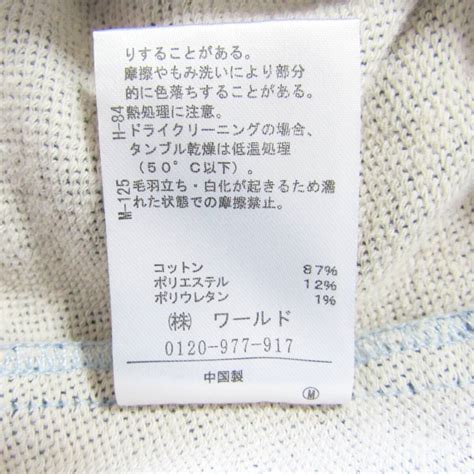 りすることがある。
摩擦やもみ洗いにより部分
的に色落ちすることがある。
H-84 熱処理に注意。
ドライクリーニングの場合、
タンブル乾燥は低温処理
(50°C以下)。
M-125 毛羽立ち・白化が起きるため濡
れた状態での摩擦禁止。
コットン 87%
ポリエステル 12%
ポリウレタン 1%
(株) ワールド
0120-977-917
中国製
M